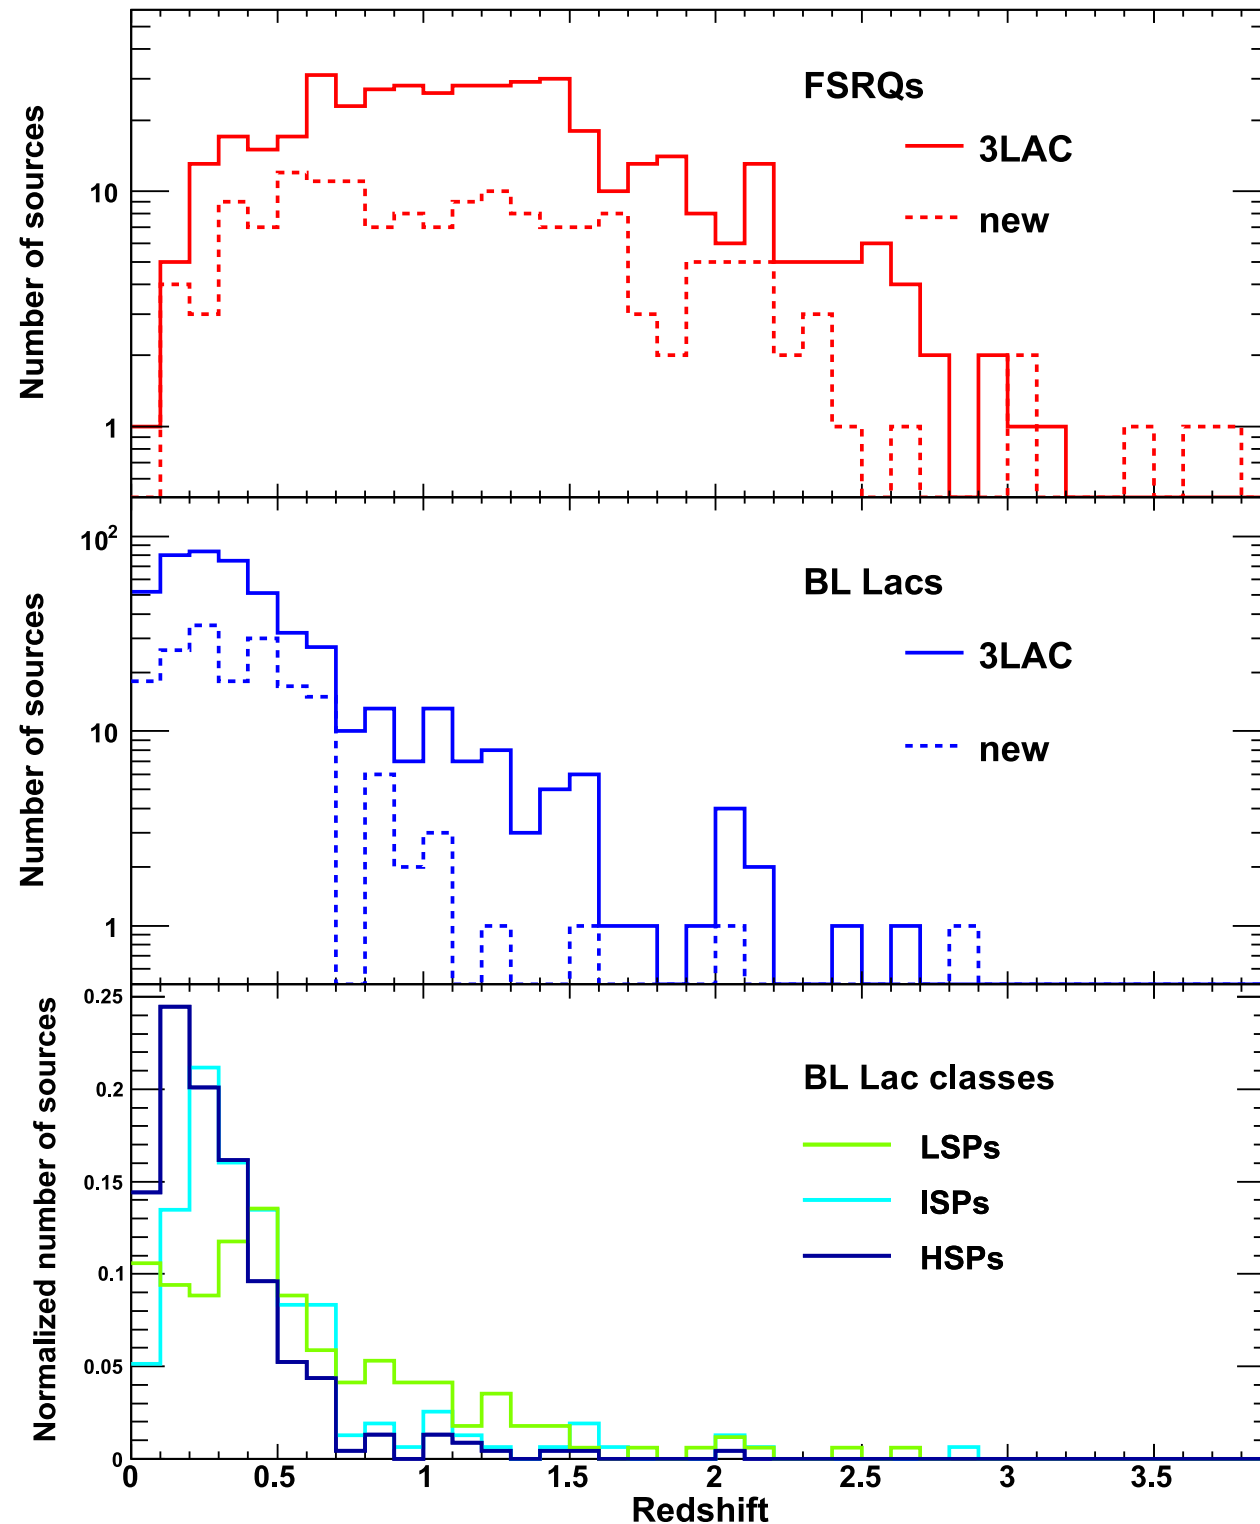 FSRQs
3LAC
new
Number of sources
10
1
BL Lacs
3LAC
new
Number of sources
10²
10
1
BL Lac classes
LSPs
ISPs
HSPs
Normalized number of sources
0.25
0.2
0.15
0.1
0.05
0
0 0.5 1 1.5 2 2.5 3 3.5
Redshift